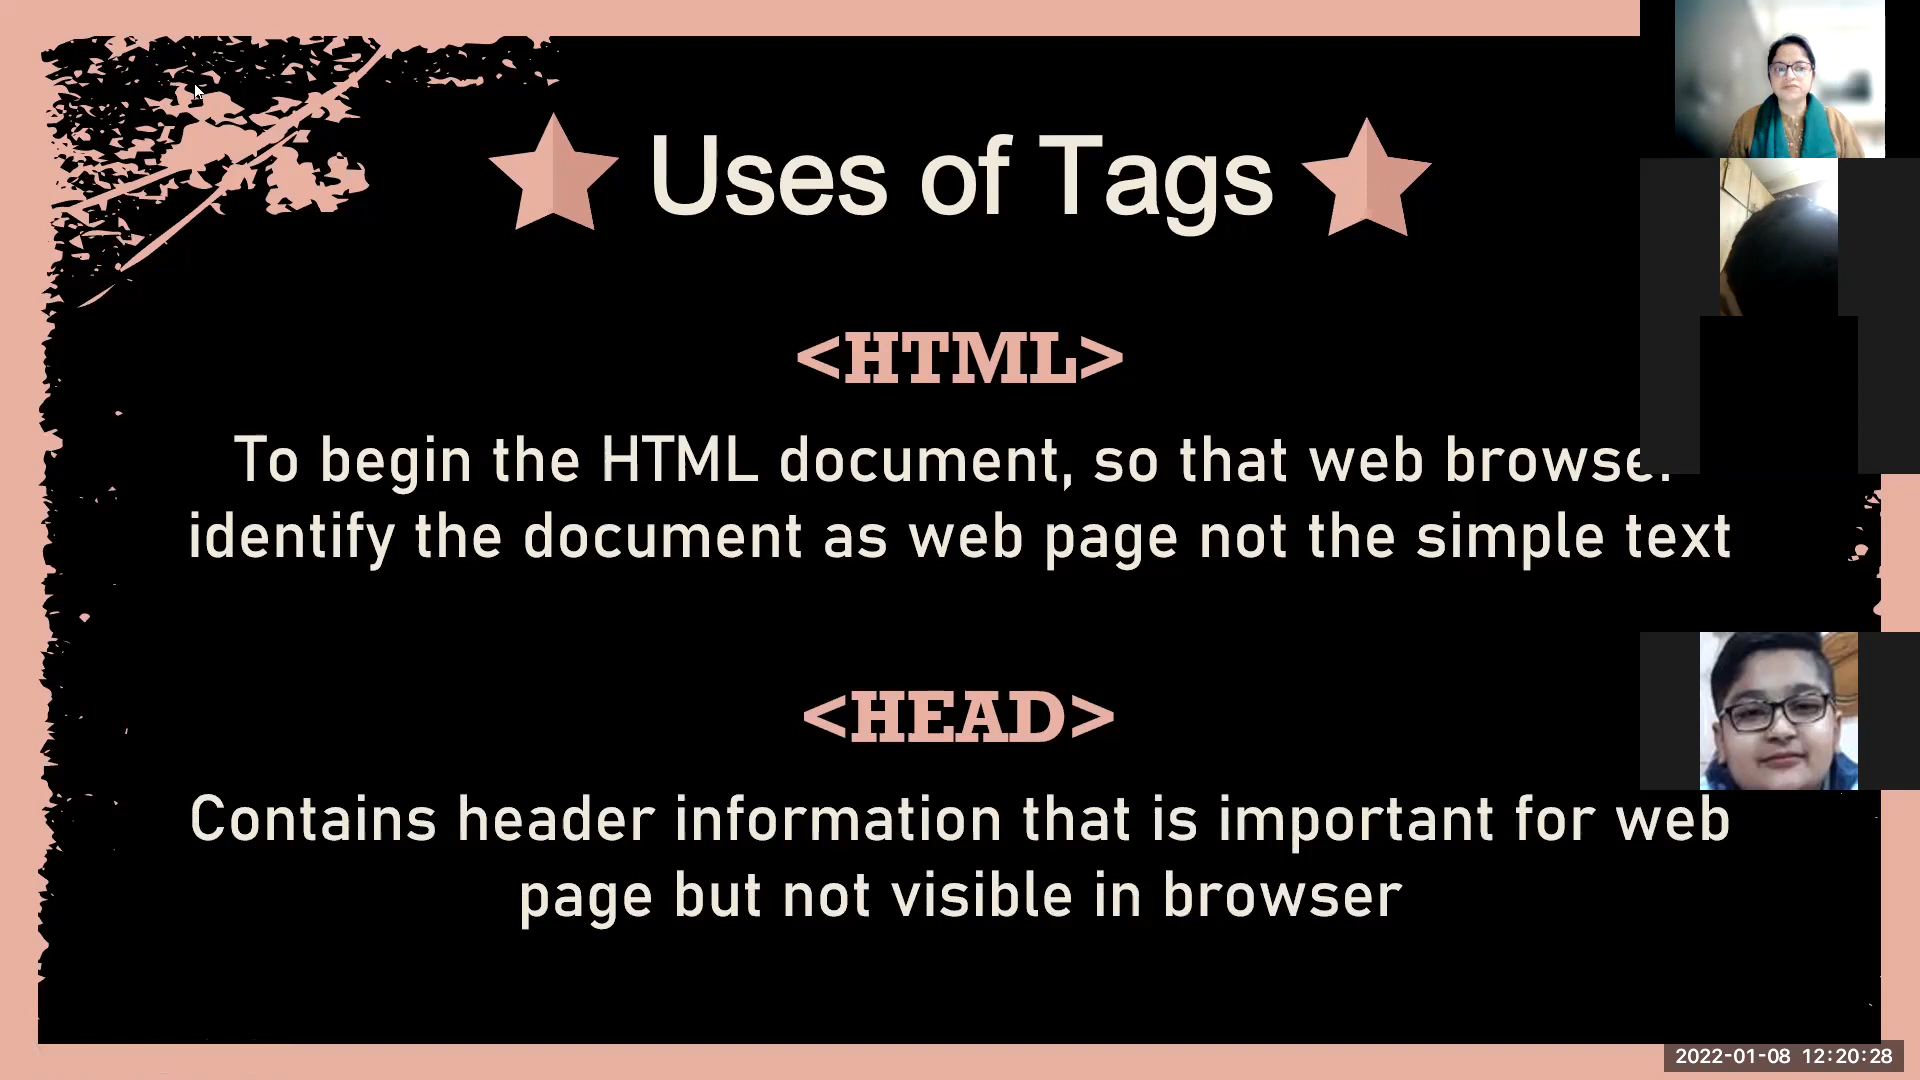 Uses of Tags
<HTML>
To begin the HTML document, so that web browser
identify the document as web page not the simple text
<HEAD>
Contains header information that is important for web
page but not visible in browser
2022-01-08 12:20:28